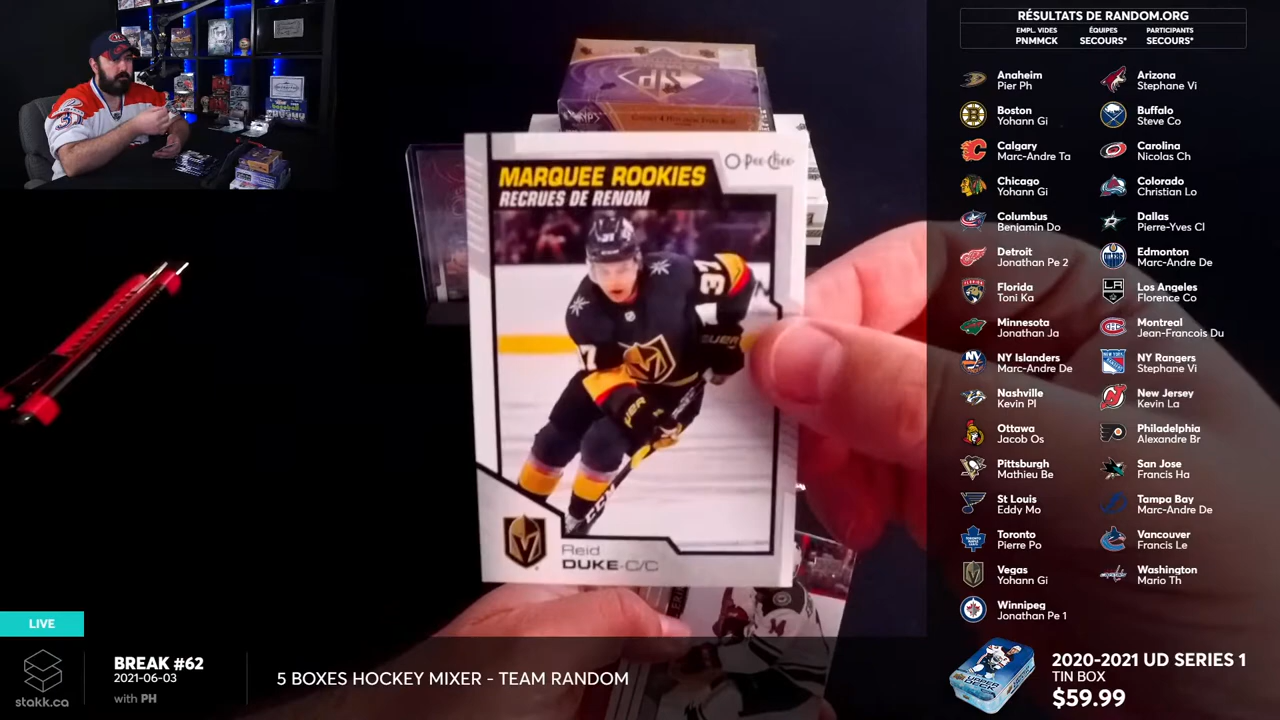 RÉSULTATS DE RANDOM.ORG
EMPL. VIDES
PNMMCK
ÉQUIPES
SECOURS*
PARTICIPANTS
SECOURS*
Anaheim
Pier Ph
Arizona
Stephane Vi
Boston
Yohann Gi
Buffalo
Steve Co
Calgary
Marc-Andre Ta
Carolina
Nicolas Ch
Chicago
Yohann Gi
Colorado
Christian Lo
Columbus
Benjamin Do
Dallas
Pierre-Yves Cl
Detroit
Jonathan Pe 2
Edmonton
Marc-Andre De
Florida
Toni Ka
Los Angeles
Florence Co
Minnesota
Jonathan Ja
Montreal
Jean-Francois Du
NY Islanders
Marc-Andre De
NY Rangers
Stephane Vi
Nashville
Kevin Pl
New Jersey
Kevin La
Ottawa
Jacob Os
Philadelphia
Alexandre Br
Pittsburgh
Mathieu Be
San Jose
Francis Ha
St Louis
Eddy Mo
Tampa Bay
Marc-Andre De
Toronto
Pierre Po
Vancouver
Francis Le
Vegas
Yohann Gi
Washington
Mario Th
Winnipeg
Jonathan Pe 1
SP
O-Pee-Chee
MARQUEE ROOKIES
RECRUES DE RENOM
37
Reid
DUKE-C/C
14
31
LIVE
stakk.ca
BREAK #62
2021-06-03
with PH
5 BOXES HOCKEY MIXER - TEAM RANDOM
2020-2021 UD SERIES 1
TIN BOX
$59.99